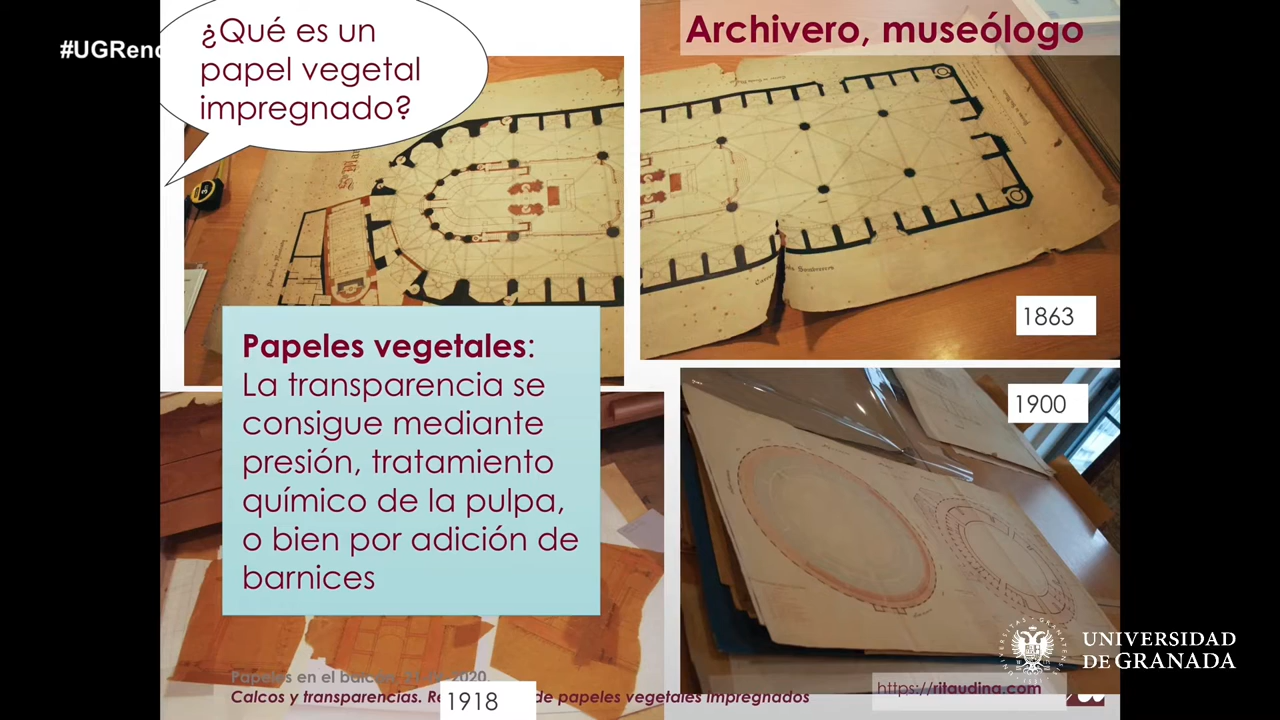 #UGRend
¿Qué es un
papel vegetal
impregnado?
Archivero, museólogo
1863
Papeles vegetales:
La transparencia se
consigue mediante
presión, tratamiento
químico de la pulpa,
o bien por adición de
barnices
1900
UNIVERSIDAD
DE GRANADA
Papeles en el 2020.
Calcos y transparencias. de papeles vegetales impregnados
1918
https://ritaudina.com